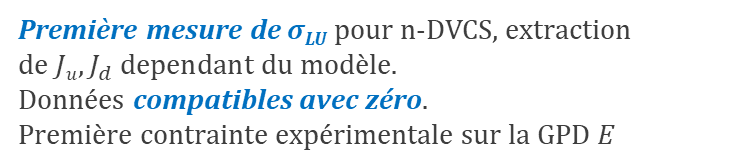 Première mesure de σLU pour n-DVCS, extraction
de Ju, Jd dependant du modèle.
Données compatibles avec zéro.
Première contrainte expérimentale sur la GPD E